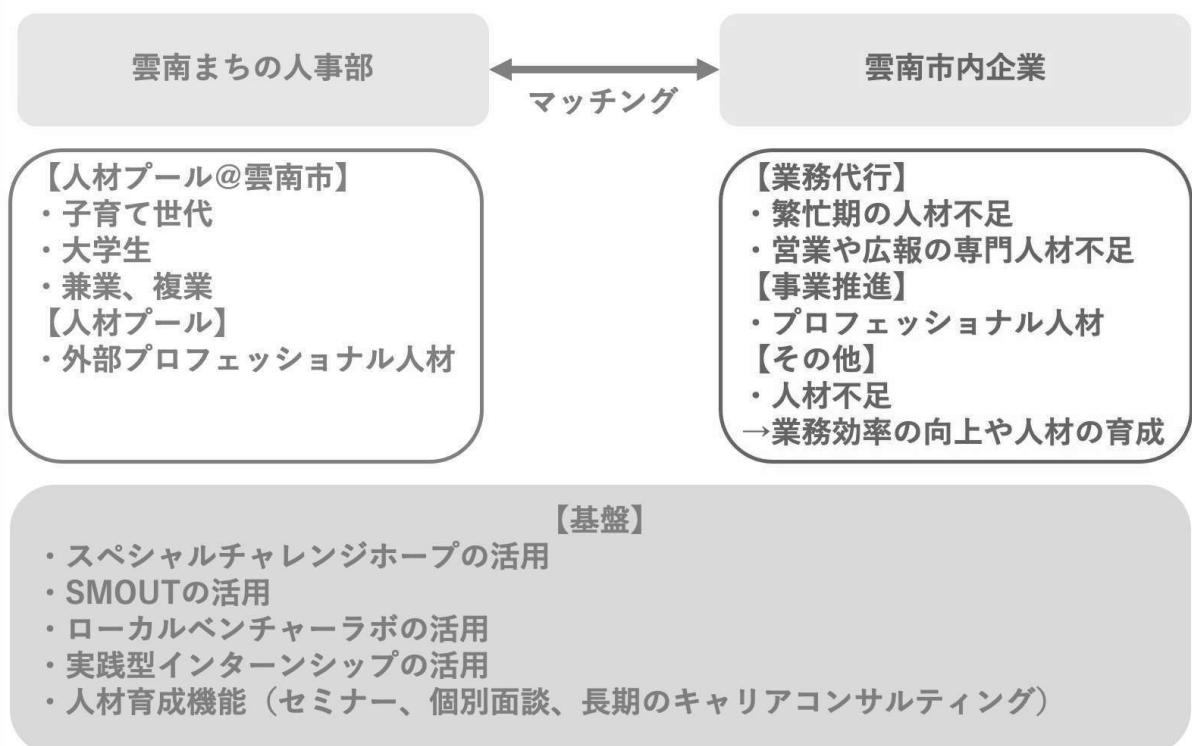 雲南まちの人事部
マッチング
雲南市内企業
【人材プール@雲南市】
・子育て世代
・大学生
・兼業、複業
【人材プール】
・外部プロフェッショナル人材
【業務代行】
・繁忙期の人材不足
・営業や広報の専門人材不足
【事業推進】
・プロフェッショナル人材
【その他】
・人材不足
→業務効率の向上や人材の育成
【基盤】
・スペシャルチャレンジホープの活用
・SMOUTの活用
・ローカルベンチャーラボの活用
・実践型インターンシップの活用
・人材育成機能（セミナー、個別面談、長期のキャリアコンサルティング）